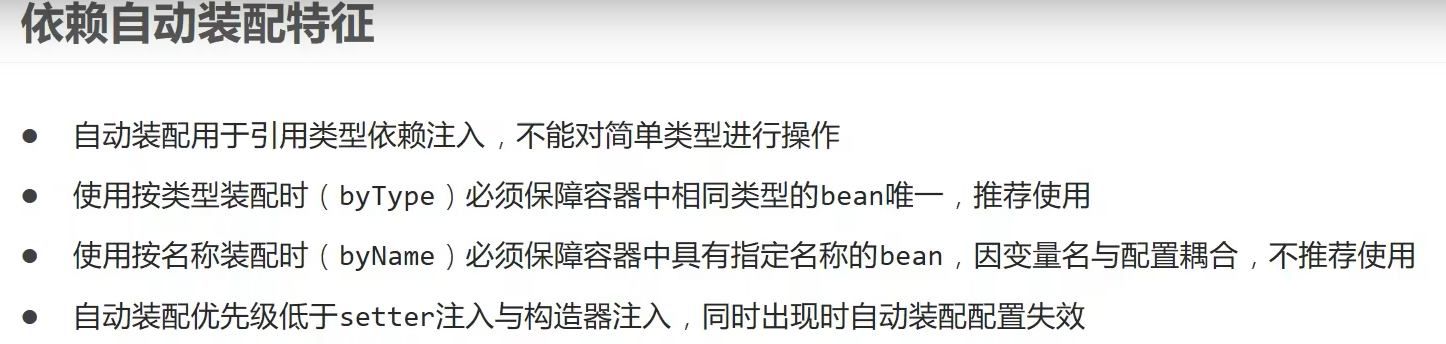 依赖自动装配特征
● 自动装配用于引用类型依赖注入，不能对简单类型进行操作
● 使用按类型装配时（byType）必须保障容器中相同类型的bean唯一，推荐使用
● 使用按名称装配时（byName）必须保障容器中具有指定名称的bean，因变量名与配置耦合，不推荐使用
● 自动装配优先级低于setter注入与构造器注入，同时出现时自动装配配置失效